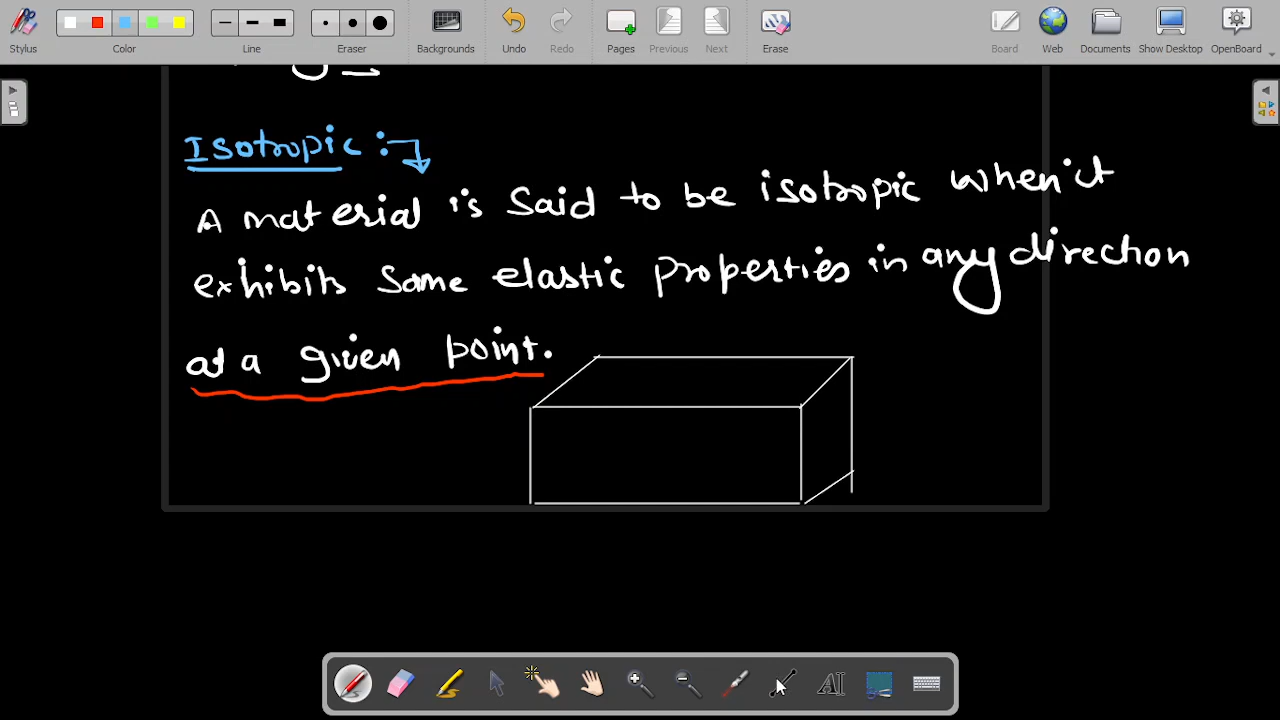 Stylus Color Line Eraser Backgrounds Undo Redo Pages Previous Next Erase Board Web Documents Show Desktop OpenBoard
Isotropic :
A material is said to be isotropic when it
exhibits same elastic properties in any direction
at a given point.
AI